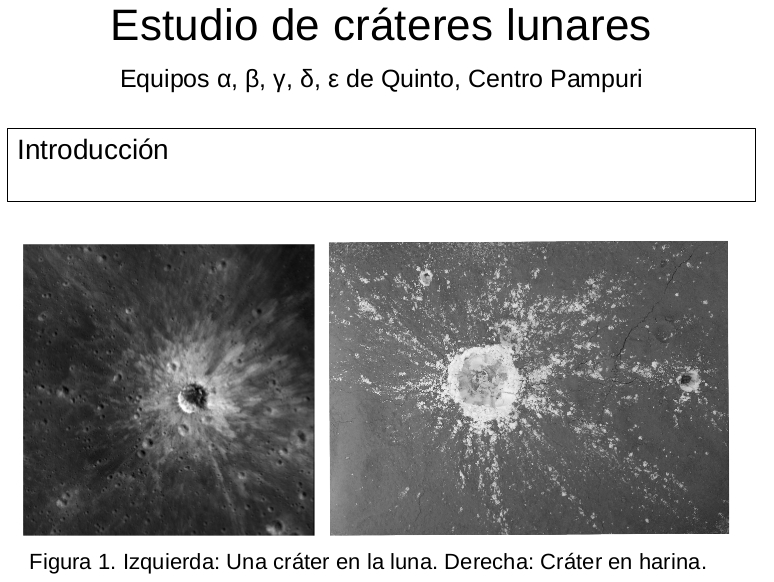 Estudio de cráteres lunares
Equipos α, β, γ, δ, ε de Quinto, Centro Pampuri
Introducción
Figura 1. Izquierda: Una cráter en la luna. Derecha: Cráter en harina.